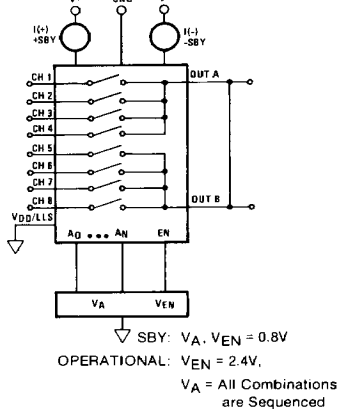 I(+)
+SBY
I(-)
-SBY
CH 1
CH 2
CH 3
CH 4
CH 5
CH 6
CH 7
CH 8
OUT A
OUT B
VDD/LLS
A0 ••• AN EN
VA VEN
SBY: VA, VEN = 0.8V
OPERATIONAL: VEN = 2.4V,
VA = All Combinations
are Sequenced